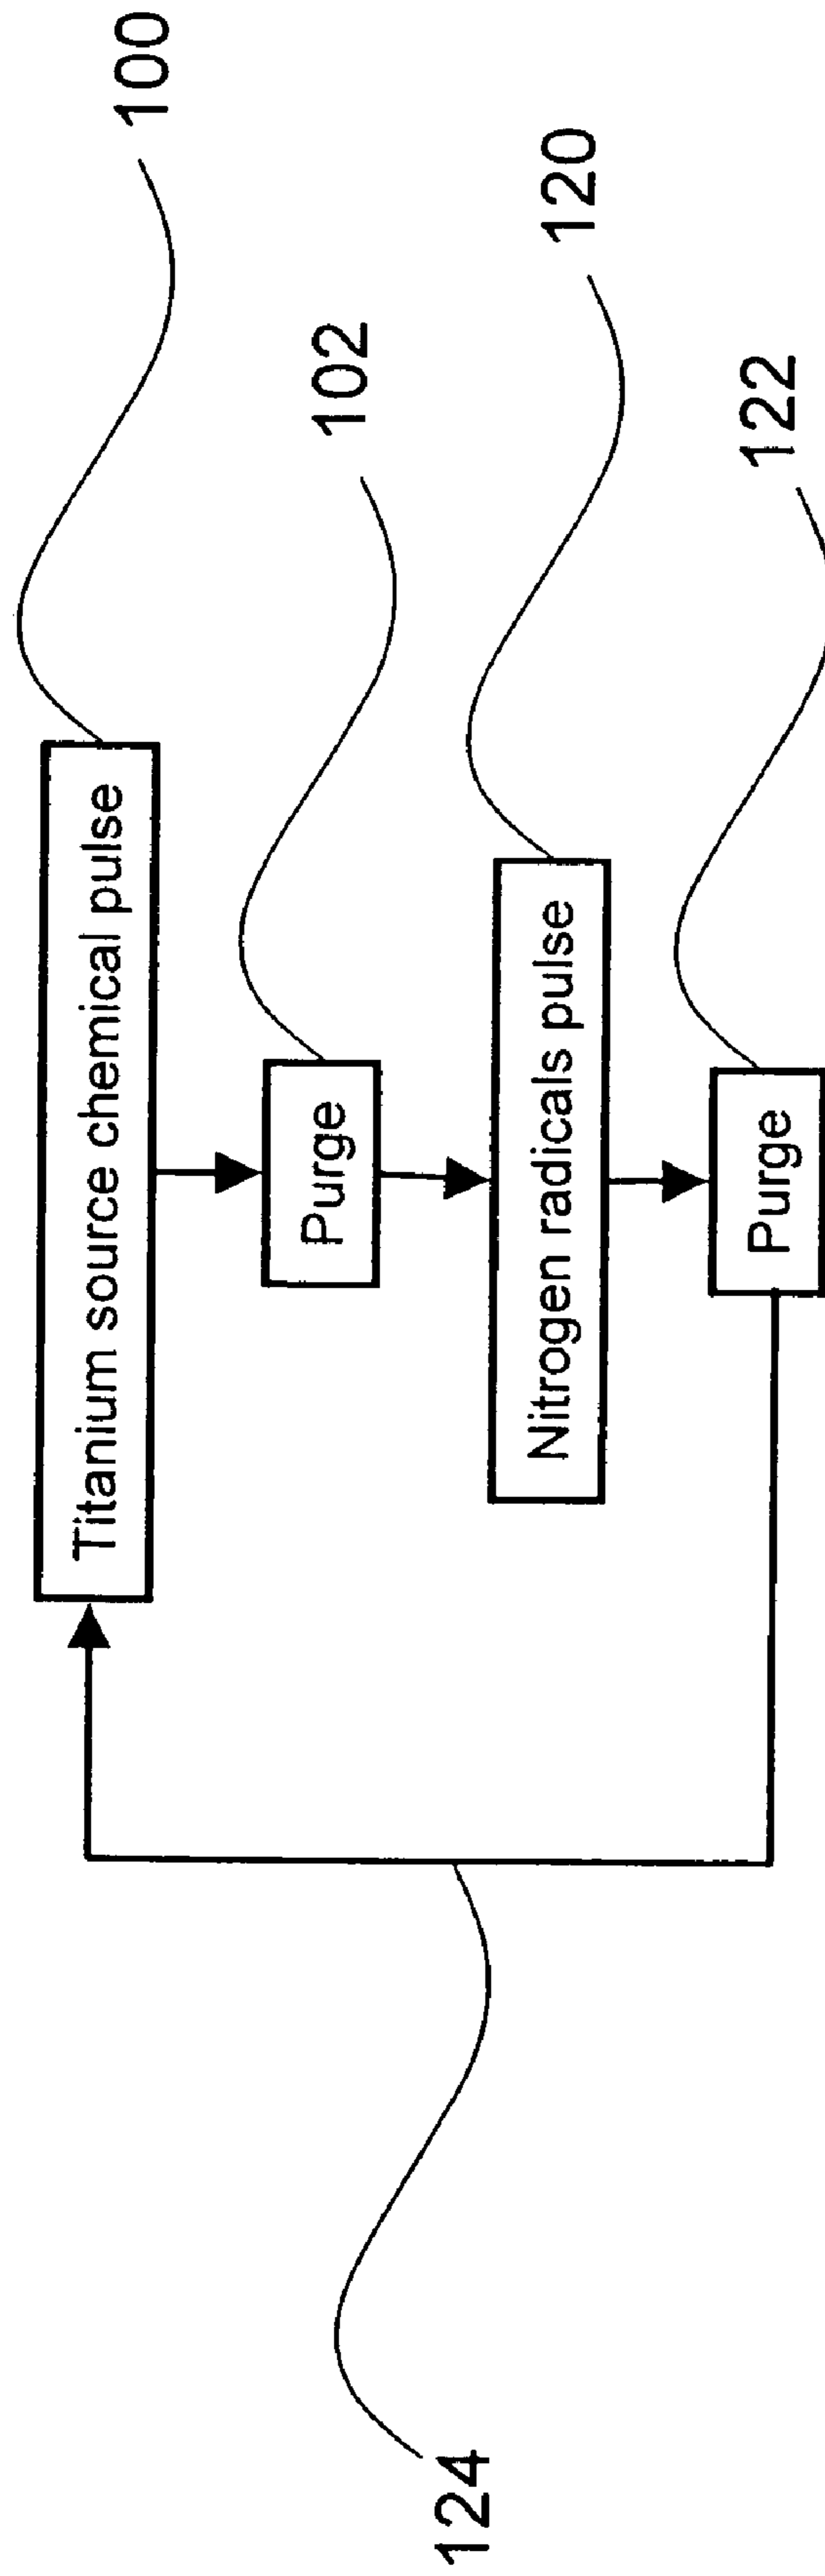 Titanium source chemical pulse
100
Purge
102
Nitrogen radicals pulse
120
Purge
122
124